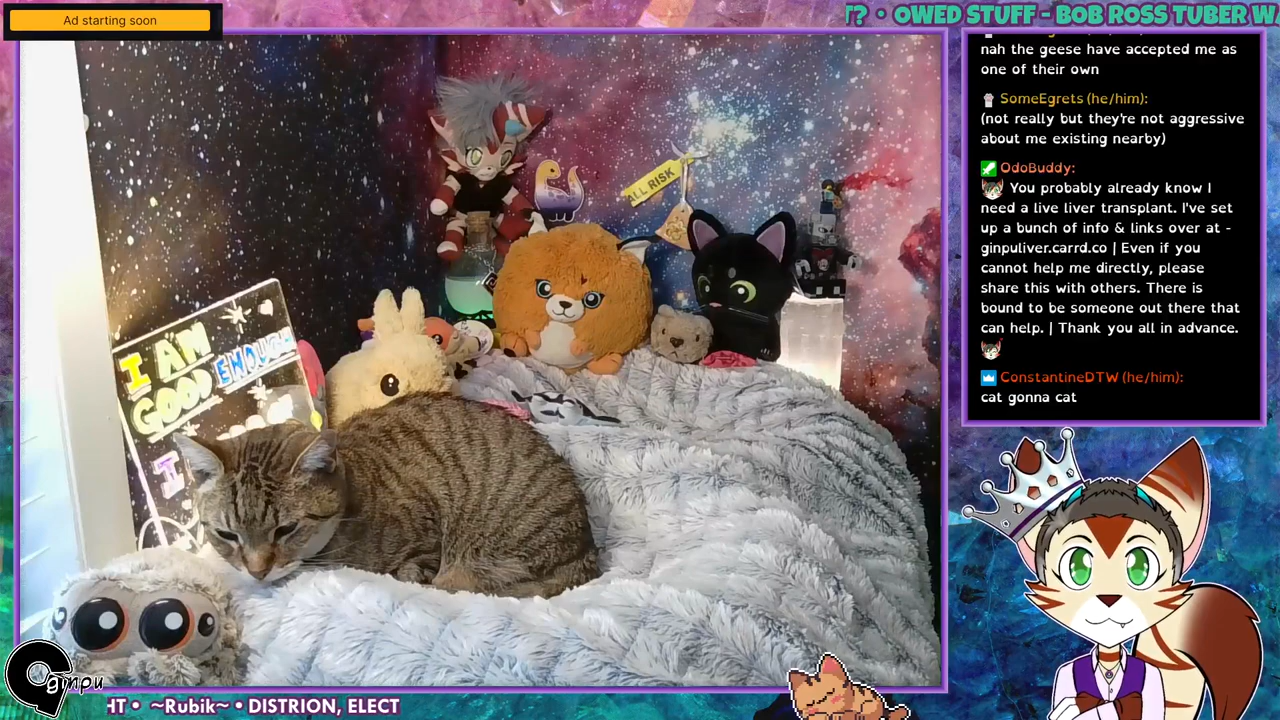 Ad starting soon
? • OWED STUFF - BOB ROSS TUBER W
nah the geese have accepted me as
one of their own
SomeEgrets (he/him):
(not really but they're not aggressive
about me existing nearby)
OdoBuddy:
You probably already know I
need a live liver transplant. I've set
up a bunch of info & links over at -
ginpuliver.carrd.co | Even if you
cannot help me directly, please
share this with others. There is
bound to be someone out there that
can help. | Thank you all in advance.
ConstantineDTW (he/him):
cat gonna cat
ALL RISK
I AM
GOOD ENOUGH
I
ginpu
HT • ~Rubik~ • DISTRION, ELECT